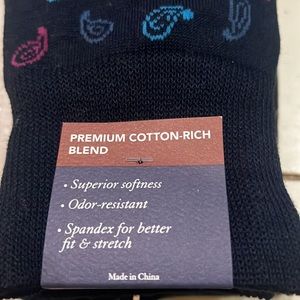 PREMIUM COTTON-RICH
BLEND
• Superior softness
• Odor-resistant
• Spandex for better
fit & stretch
Made in China